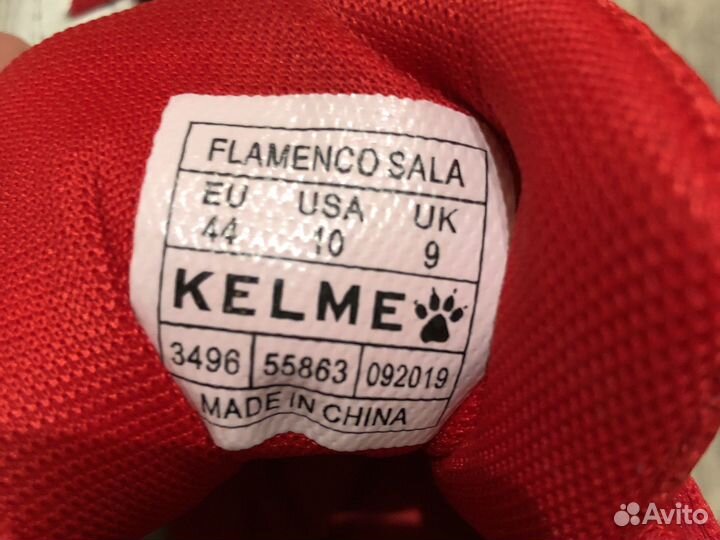 FLAMENCO SALA
EU USA UK
44 10 9
KELME
3496 55863 092019
MADE IN CHINA
Avito